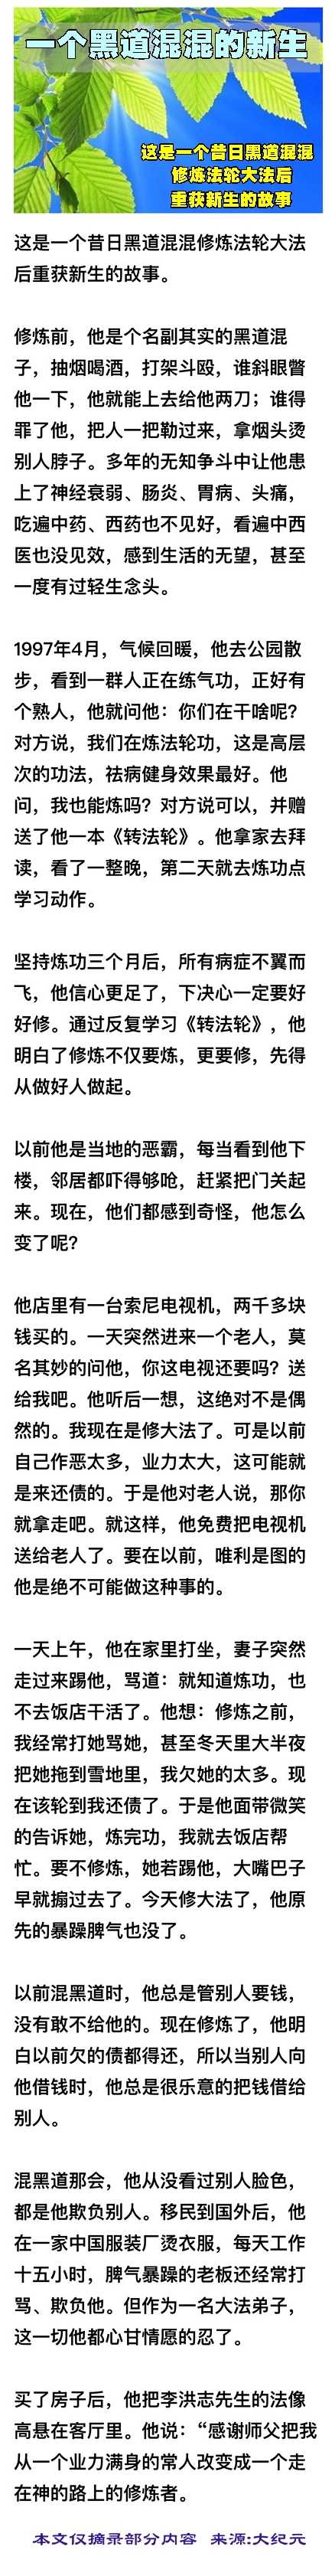 一个黑道混混的新生
这是一个昔日黑道混混
修炼法轮大法后
重获新生的故事
这是一个昔日黑道混混修炼法轮大法
后重获新生的故事。
修炼前，他是个名副其实的黑道混
子，抽烟喝酒，打架斗殴，谁斜眼瞥
他一下，他就能上去给他两刀；谁得
罪了他，把人一把勒过来，拿烟头烫
别人脖子。多年的无知争斗中让他患
上了神经衰弱、肠炎、胃病、头痛，
吃遍中药、西药也不见好，看遍中西
医也没见效，感到生活的无望，甚至
一度有过轻生念头。
1997年4月，气候回暖，他去公园散
步，看到一群人正在练气功，正好有
个熟人，他就问他：你们在干啥呢？
对方说，我们在炼法轮功，这是高层
次的功法，祛病健身效果最好。他
问，我也能炼吗？对方说可以，并赠
送了他一本《转法轮》。他拿家去拜
读，看了一整晚，第二天就去炼功点
学习动作。
坚持炼功三个月后，所有病症不翼而
飞，他信心更足了，下决心一定要好
好修。通过反复学习《转法轮》，他
明白了修炼不仅要炼，更要修，先得
从做好人做起。
以前他是当地的恶霸，每当看到他下
楼，邻居都吓得够呛，赶紧把门关起
来。现在，他们都感到奇怪，他怎么
变了呢？
他店里有一台索尼电视机，两千多块
钱买的。一天突然进来一个老人，莫
名其妙的问他，你这电视还要吗？送
给我吧。他听后一想，这绝对不是偶
然的。我现在是修大法了。可是以前
自己作恶太多，业力太大，这可能就
是来还债的。于是他对老人说，那你
就拿走吧。就这样，他免费把电视机
送给老人了。要在以前，唯利是图的
他是绝不可能做这种事的。
一天上午，他在家里打坐，妻子突然
走过来踢他，骂道：就知道炼功，也
不去饭店干活了。他想：修炼之前，
我经常打她骂她，甚至冬天里大半夜
把她拖到雪地里，我欠她的太多。现
在该轮到我还债了。于是他面带微笑
的告诉她，炼完功，我就去饭店帮
忙。要不修炼，她若踢他，大嘴巴子
早就搧过去了。今天修大法了，他原
先的暴躁脾气也没了。
以前混黑道时，他总是管别人要钱，
没有敢不给他的。现在修炼了，他明
白以前欠的债都得还，所以当别人向
他借钱时，他总是很乐意的把钱借给
别人。
混黑道那会，他从没看过别人脸色，
都是他欺负别人。移民到国外后，他
在一家中国服装厂烫衣服，每天工作
十五小时，脾气暴躁的老板还经常打
骂、欺负他。但作为一名大法弟子，
这一切他都心甘情愿的忍了。
买了房子后，他把李洪志先生的法像
高悬在客厅里。他说：“感谢师父把我
从一个业力满身的常人改变成一个走
在神的路上的修炼者。
本文仅摘录部分内容 来源:大纪元